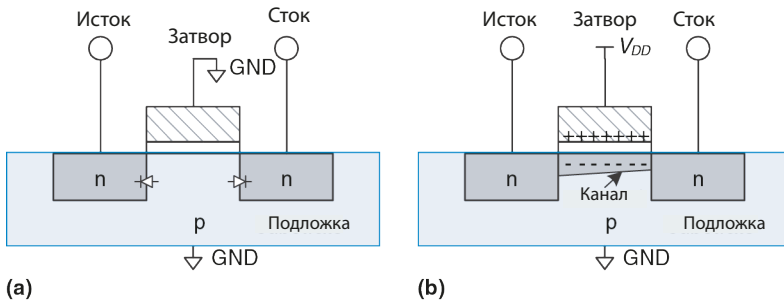 Исток
Затвор
Сток
GND
n
n
p
Подложка
GND
(a)
Исток
Затвор
Сток
VDD
+++++++
- - - - - - -
n
Канал
n
p
Подложка
GND
(b)